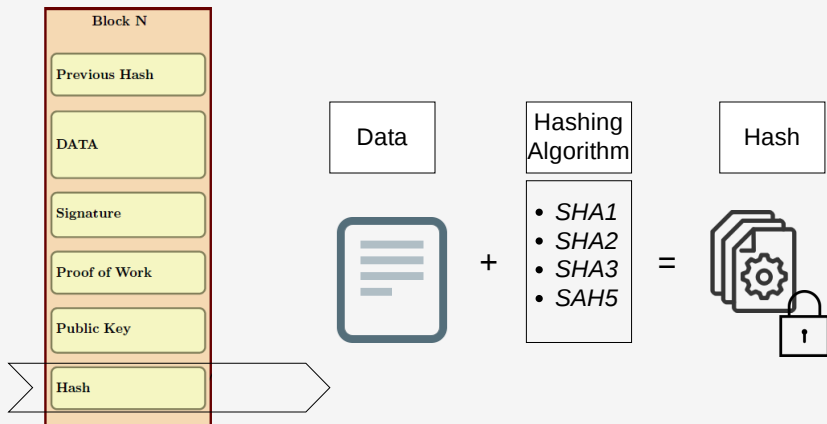 Block N
Previous Hash
DATA
Signature
Proof of Work
Public Key
Hash
Data
Hashing
Algorithm
Hash
• SHA1
• SHA2
• SHA3
• SAH5
+
=